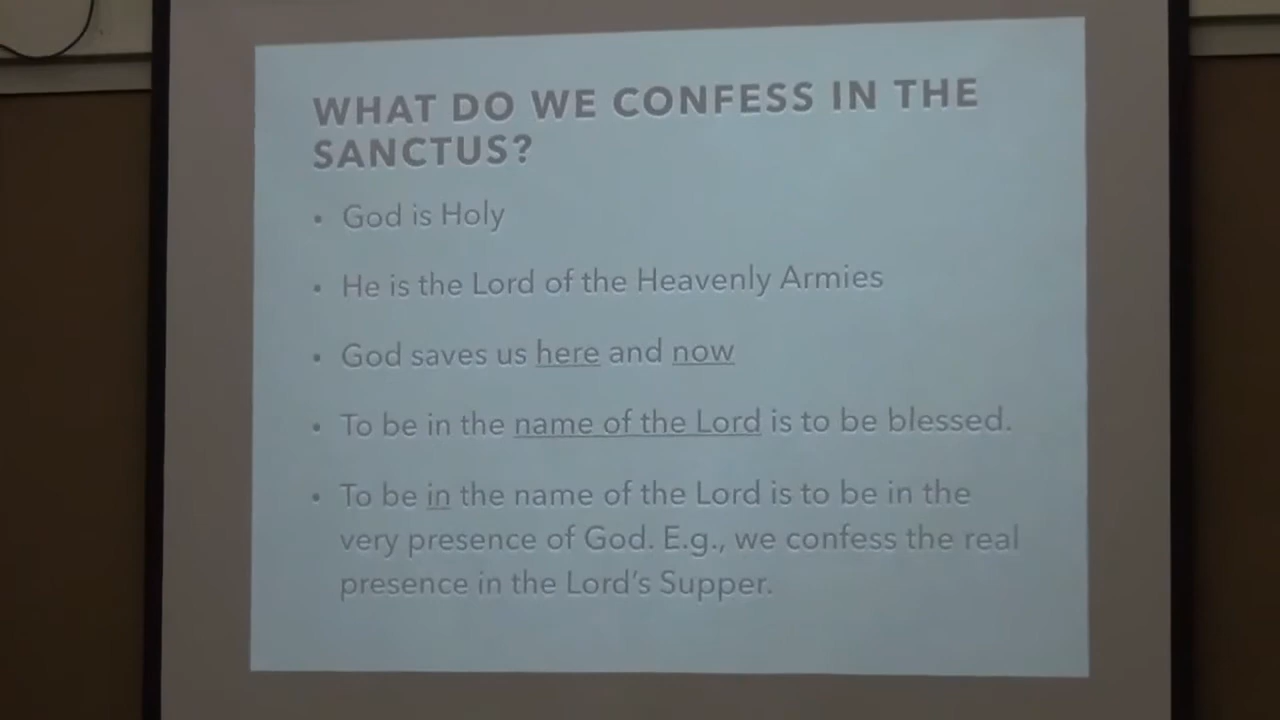 WHAT DO WE CONFESS IN THE
SANCTUS?
• God is Holy
• He is the Lord of the Heavenly Armies
• God saves us here and now
• To be in the name of the Lord is to be blessed.
• To be in the name of the Lord is to be in the
very presence of God. E.g., we confess the real
presence in the Lord's Supper.